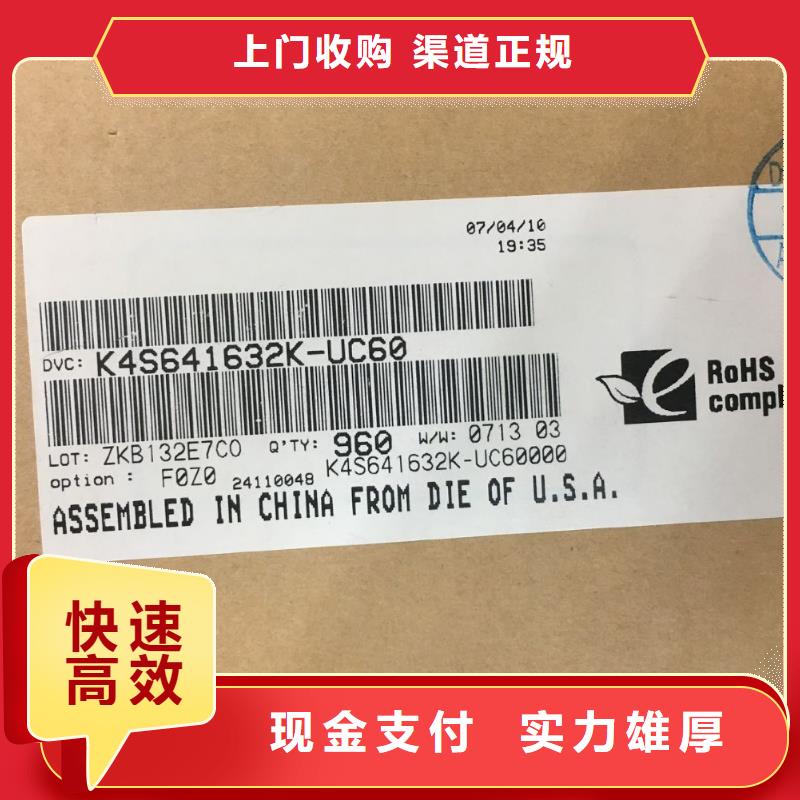 上门收购 渠道正规
07/04/10
19:35
DVC: K4S641632K-UC60
RoHS
compl
LOT: ZKB132E7C0 Q'TY: 960 W/W: 0713 03
option : F0Z0 24110048 K4S641632K-UC60000
ASSEMBLED IN CHINA FROM DIE OF U.S.A.
快速
高效
现金支付 实力雄厚